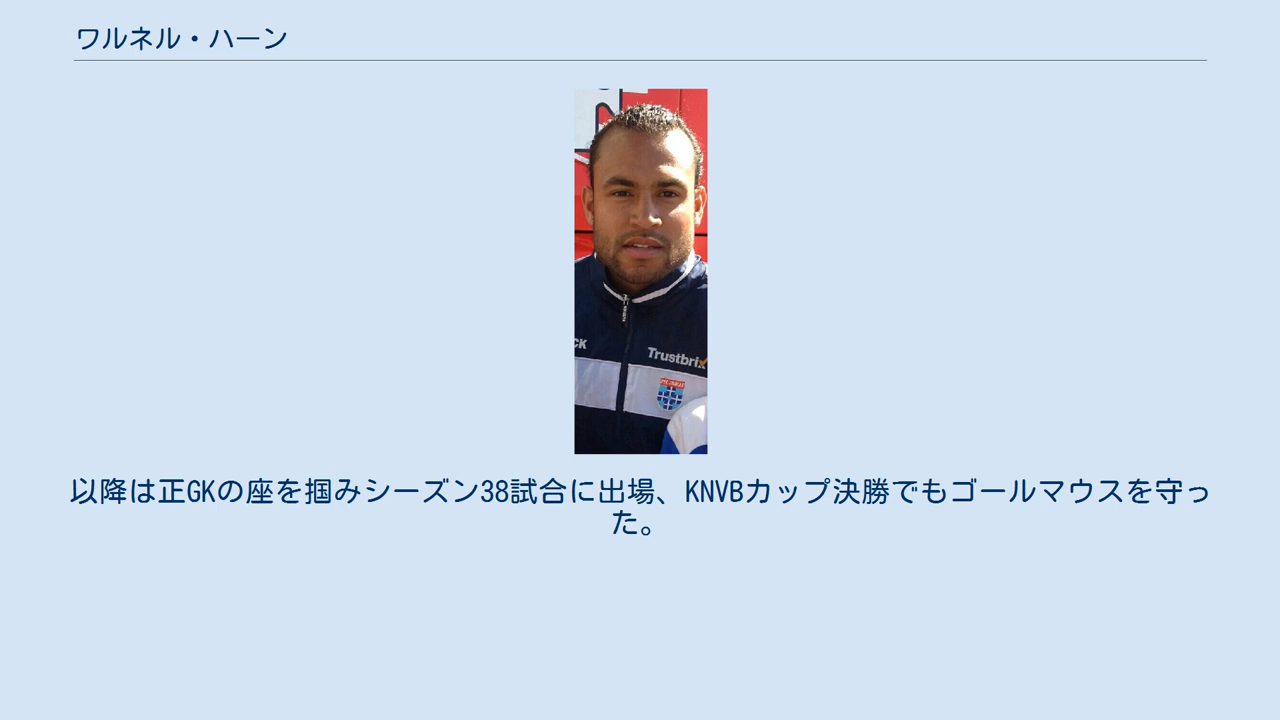 ワルネル・ハーン
CK
Trustbrix
以降は正GKの座を掴みシーズン38試合に出場、KNVBカップ決勝でもゴールマウスを守っ
た。